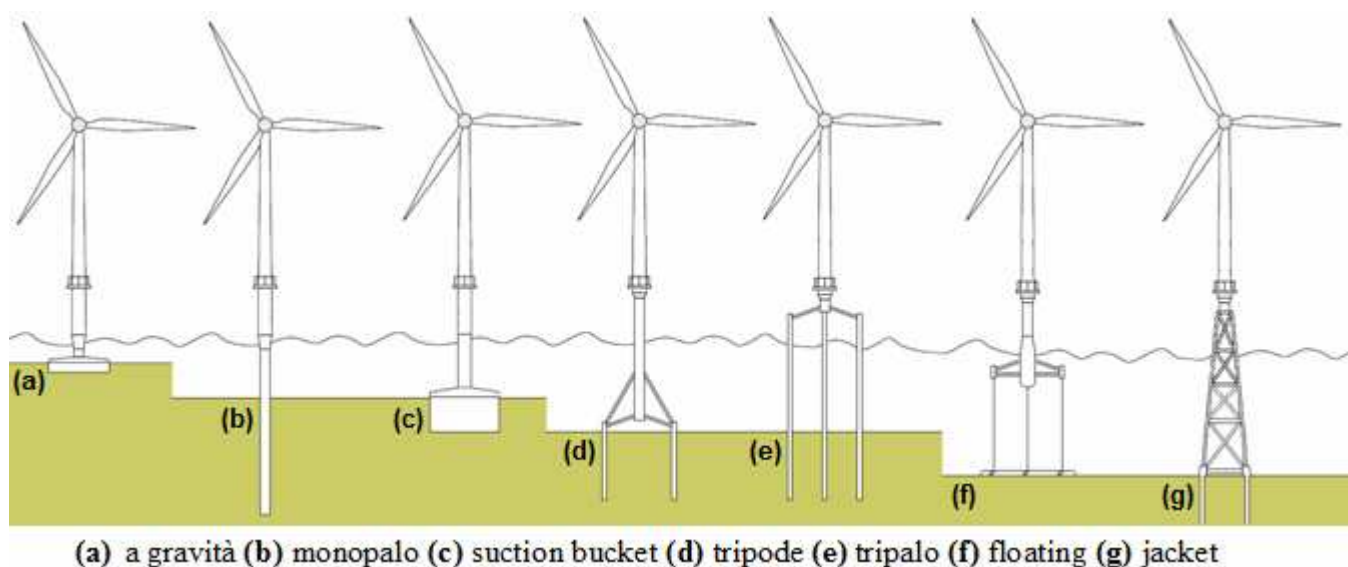 (a)
(b)
(c)
(d)
(e)
(f)
(g)
(a) a gravità (b) monopalo (c) suction bucket (d) tripode (e) tripalo (f) floating (g) jacket